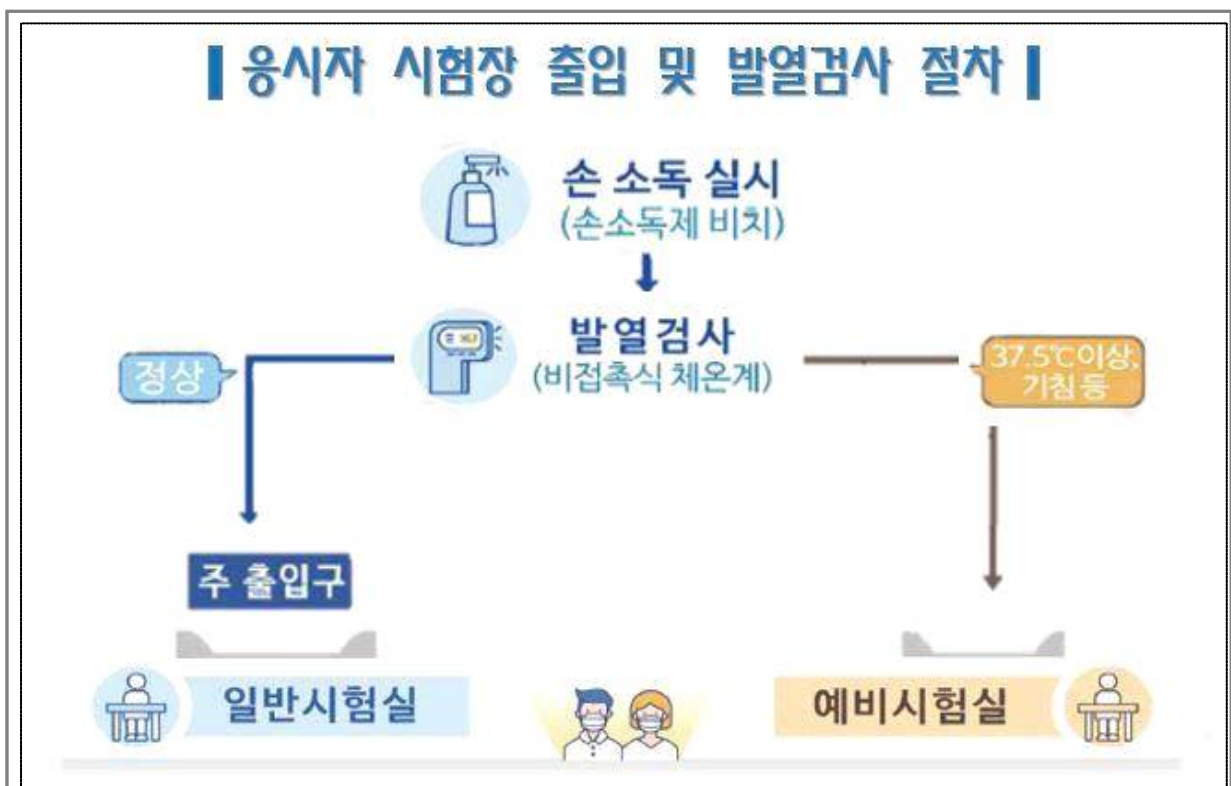 응시자 시험장 출입 및 발열검사 절차
손 소독 실시
(손소독제 비치)
발열검사
(비접촉식 체온계)
정상
37.5℃이상,
기침 등
주 출입구
일반시험실
예비시험실